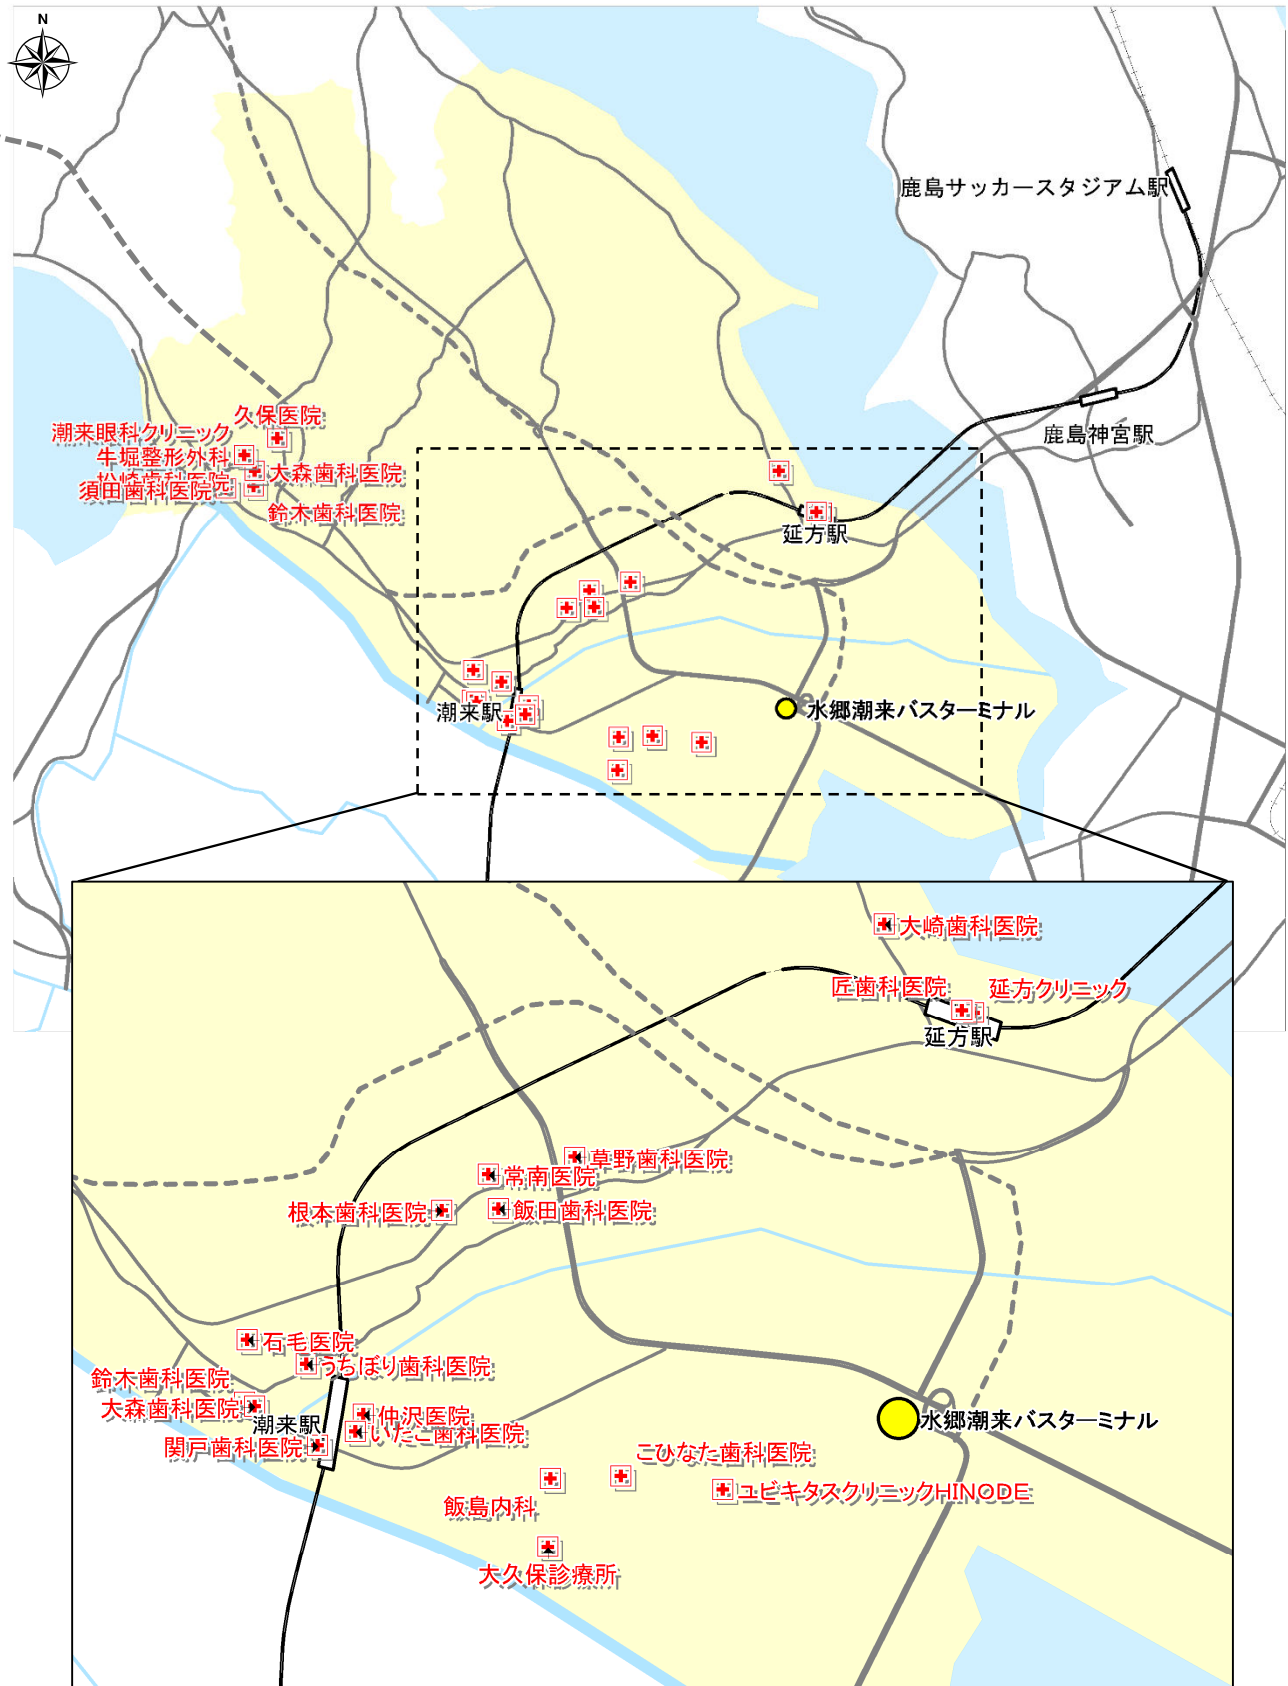 N
鹿島サッカースタジアム駅
久保医院
潮来眼科クリニック
鹿島神宮駅
牛堀整形外科
大森歯科医院
松崎歯科医院
須田歯科医院
鈴木歯科医院
延方駅
潮来駅
水郷潮来バスターミナル
大崎歯科医院
匠歯科医院
延方クリニック
延方駅
草野歯科医院
常南医院
根本歯科医院
飯田歯科医院
石毛医院
うちぼり歯科医院
鈴木歯科医院
大森歯科医院
仲沢医院
潮来駅
水郷潮来バスターミナル
いたこ歯科医院
関戸歯科医院
こひなた歯科医院
ユビキタスクリニックHINODE
飯島内科
大久保診療所